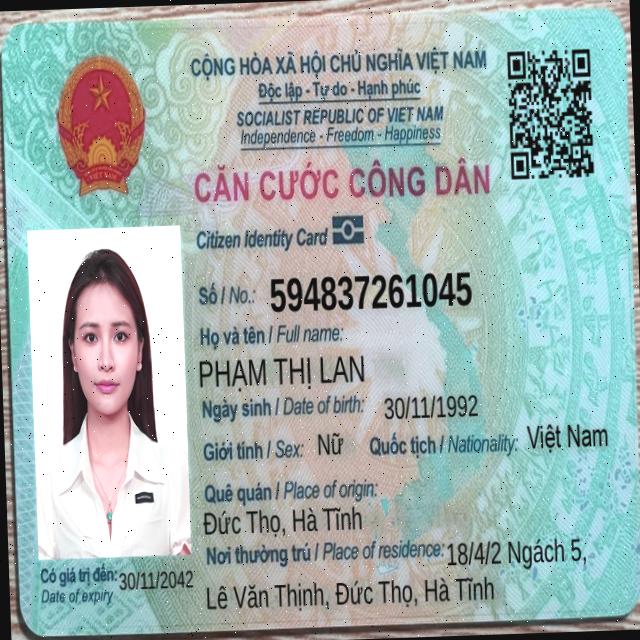 CỘNG HÒA XÃ HỘI CHỦ NGHĨA VIỆT NAM
Độc lập - Tự do - Hạnh phúc
SOCIALIST REPUBLIC OF VIET NAM
Independence - Freedom - Happiness
CĂN CƯỚC CÔNG DÂN
Citizen Identity Card
Số / No.: 594837261045
Họ và tên / Full name:
PHẠM THỊ LAN
Ngày sinh / Date of birth: 30/11/1992
Giới tính / Sex: Nữ Quốc tịch / Nationality: Việt Nam
Quê quán / Place of origin:
Đức Thọ, Hà Tĩnh
Nơi thường trú / Place of residence: 18/4/2 Ngách 5,
Lê Văn Thịnh, Đức Thọ, Hà Tĩnh
Có giá trị đến: 30/11/2042
Date of expiry